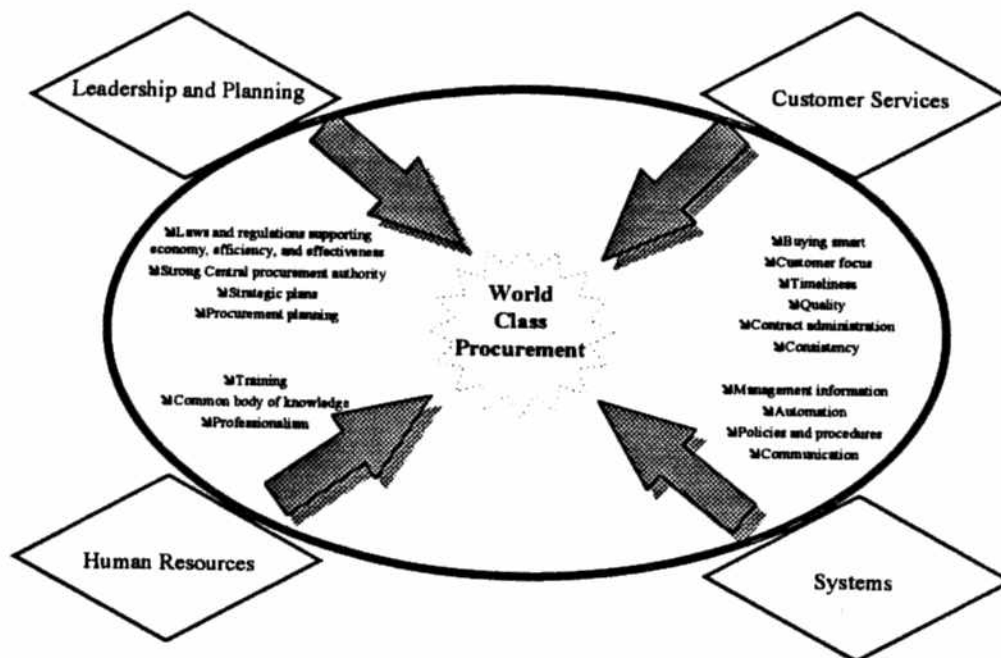 Leadership and Planning
Customer Services
Laws and regulations supporting
economy, efficiency, and effectiveness
Strong Central procurement authority
Strategic plans
Procurement planning
Buying smart
Customer focus
Timeliness
Quality
Contract administration
Consistency
World
Class
Procurement
Training
Common body of knowledge
Professionalism
Management information
Automation
Policies and procedures
Communication
Human Resources
Systems